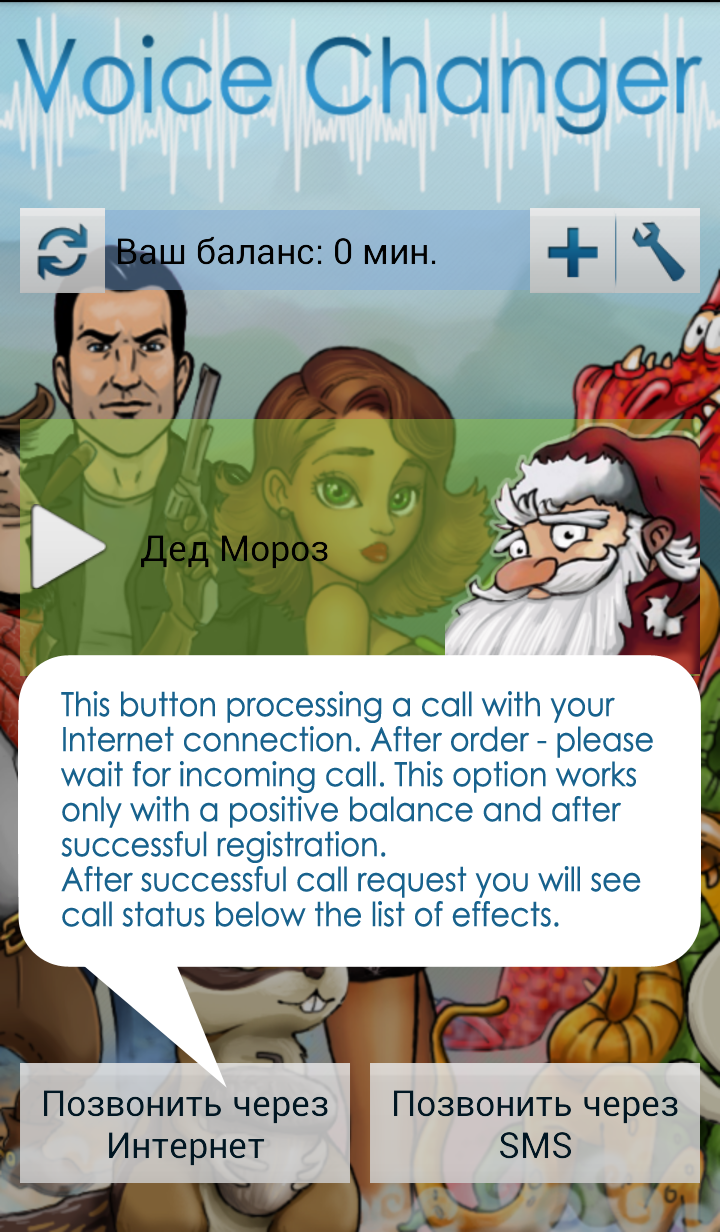 Voice Changer
Ваш баланс: 0 мин.
Дед Мороз
This button processing a call with your
Internet connection. After order - please
wait for incoming call. This option works
only with a positive balance and after
successful registration.
After successful call request you will see
call status below the list of effects.
Позвонить через
Интернет
Позвонить через
SMS